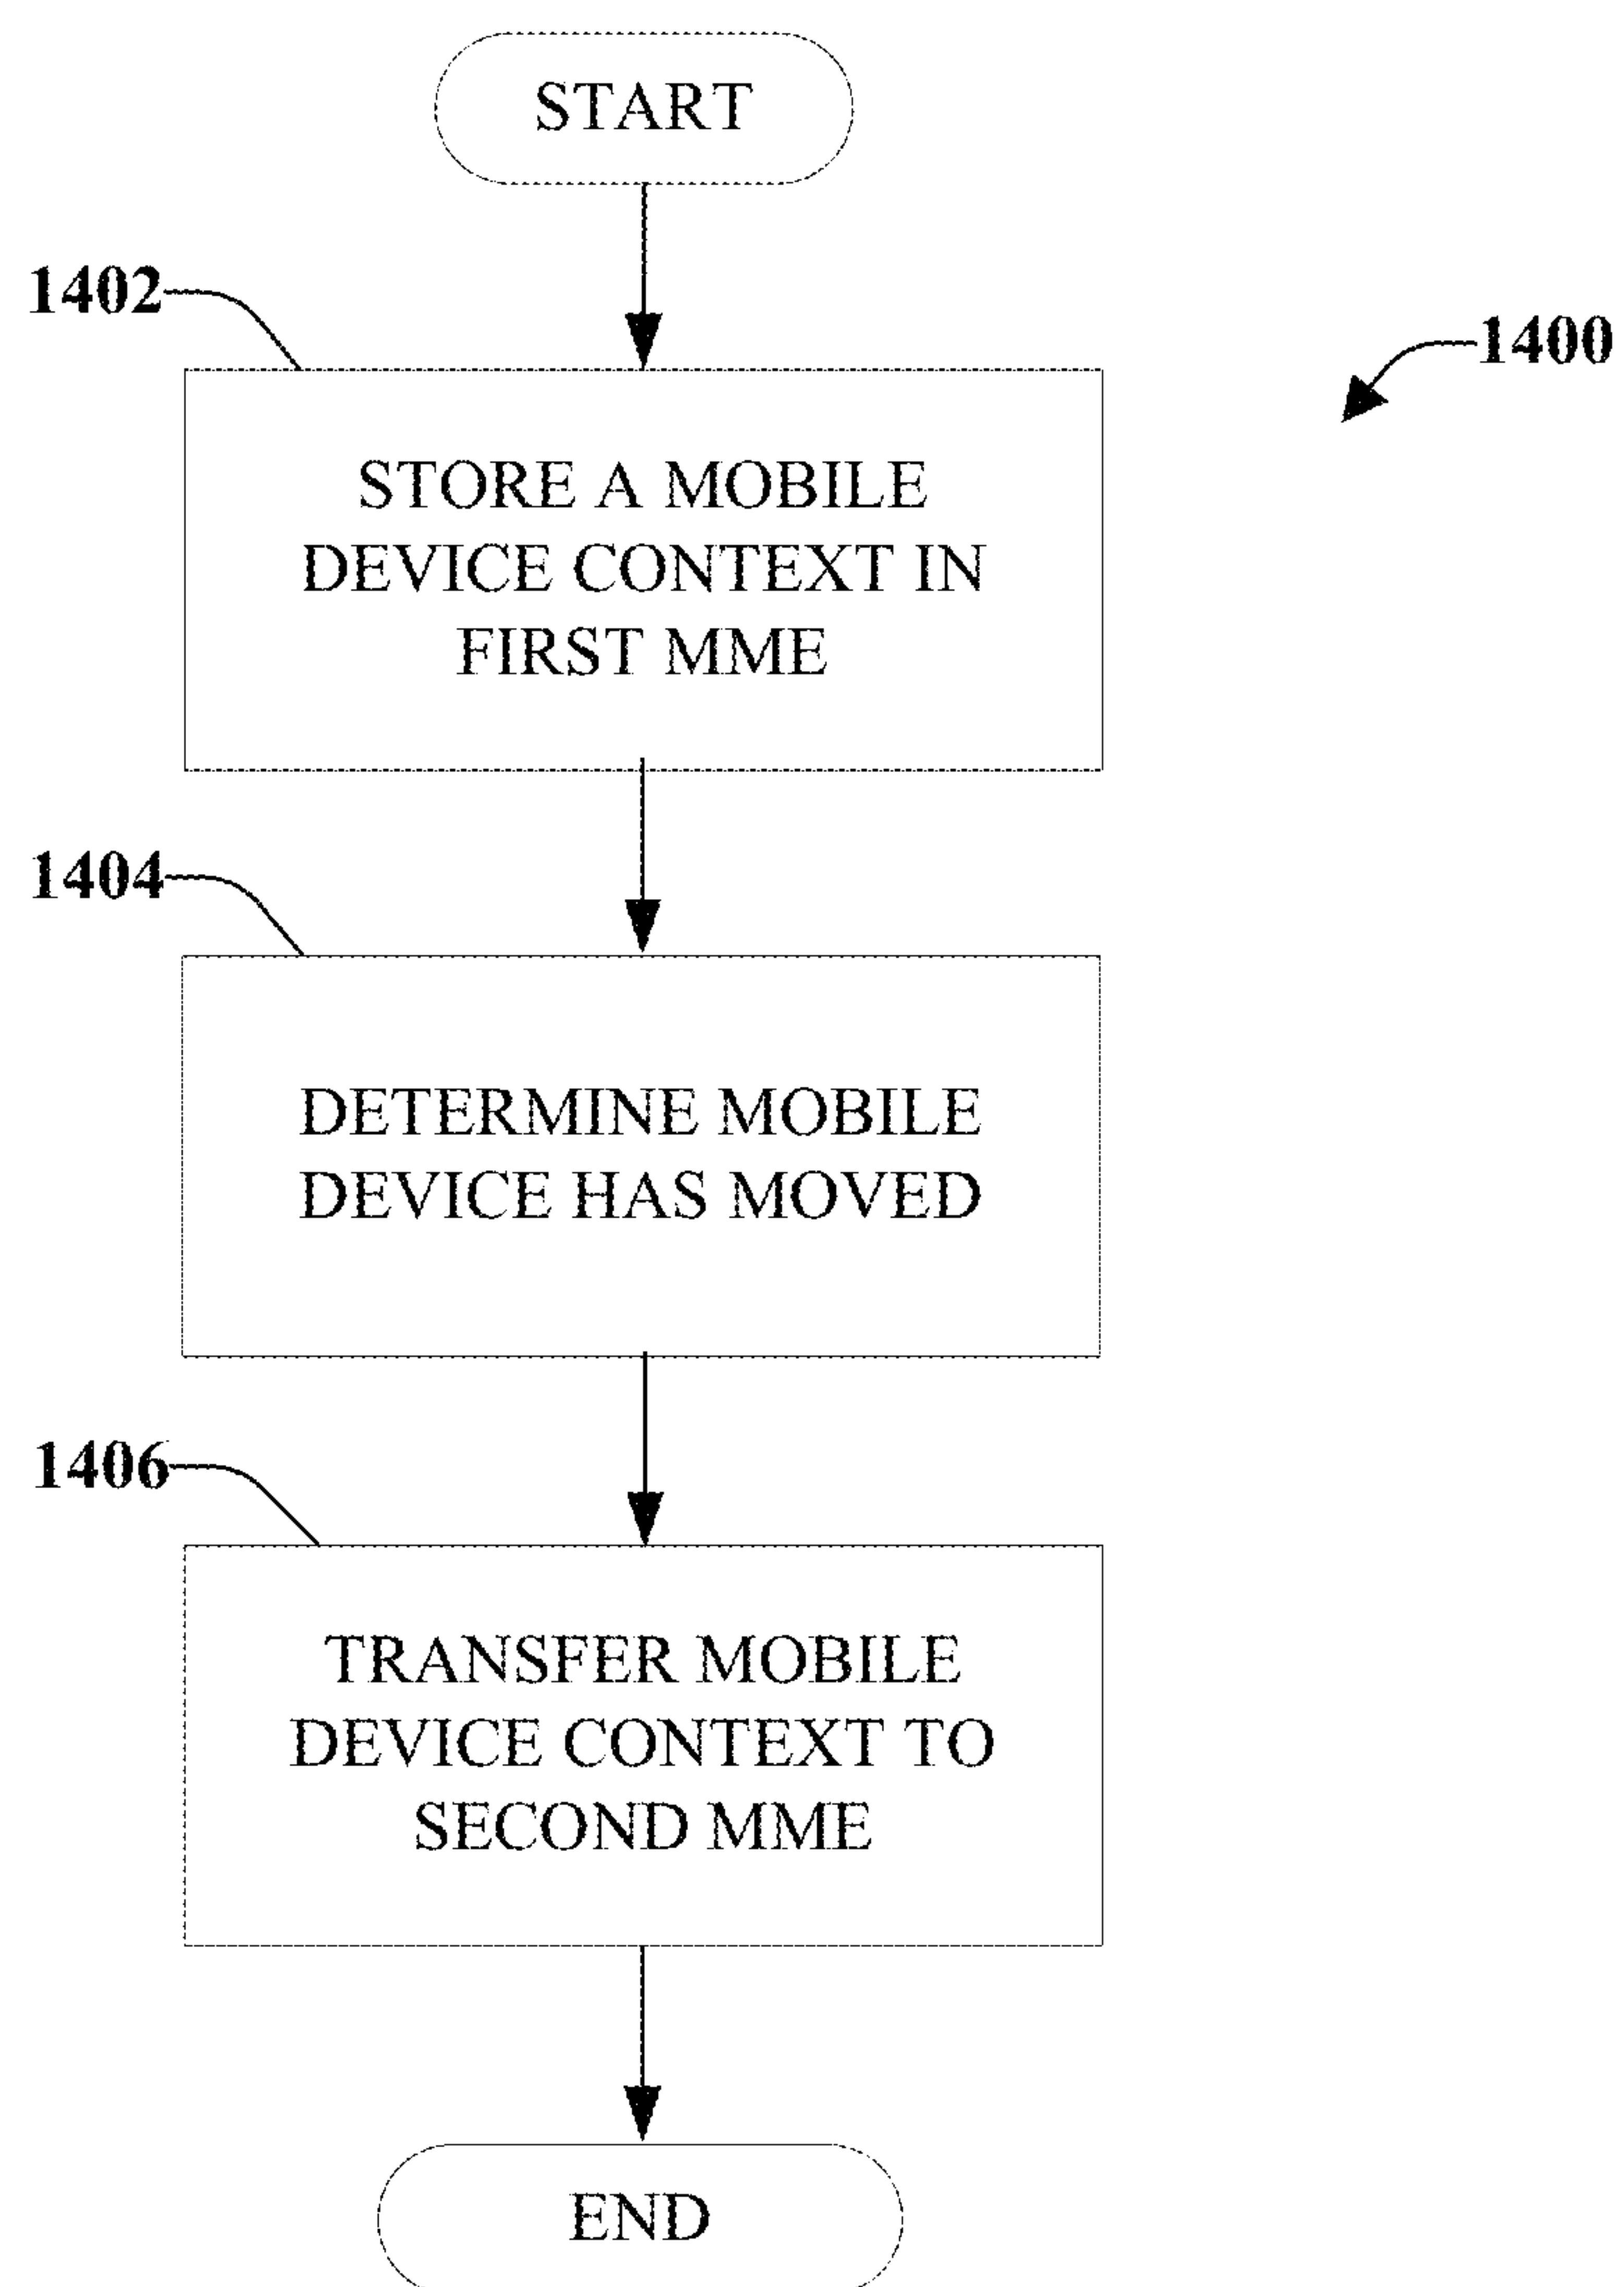 START
1402
1400
STORE A MOBILE
DEVICE CONTEXT IN
FIRST MME
1404
DETERMINE MOBILE
DEVICE HAS MOVED
1406
TRANSFER MOBILE
DEVICE CONTEXT TO
SECOND MME
END